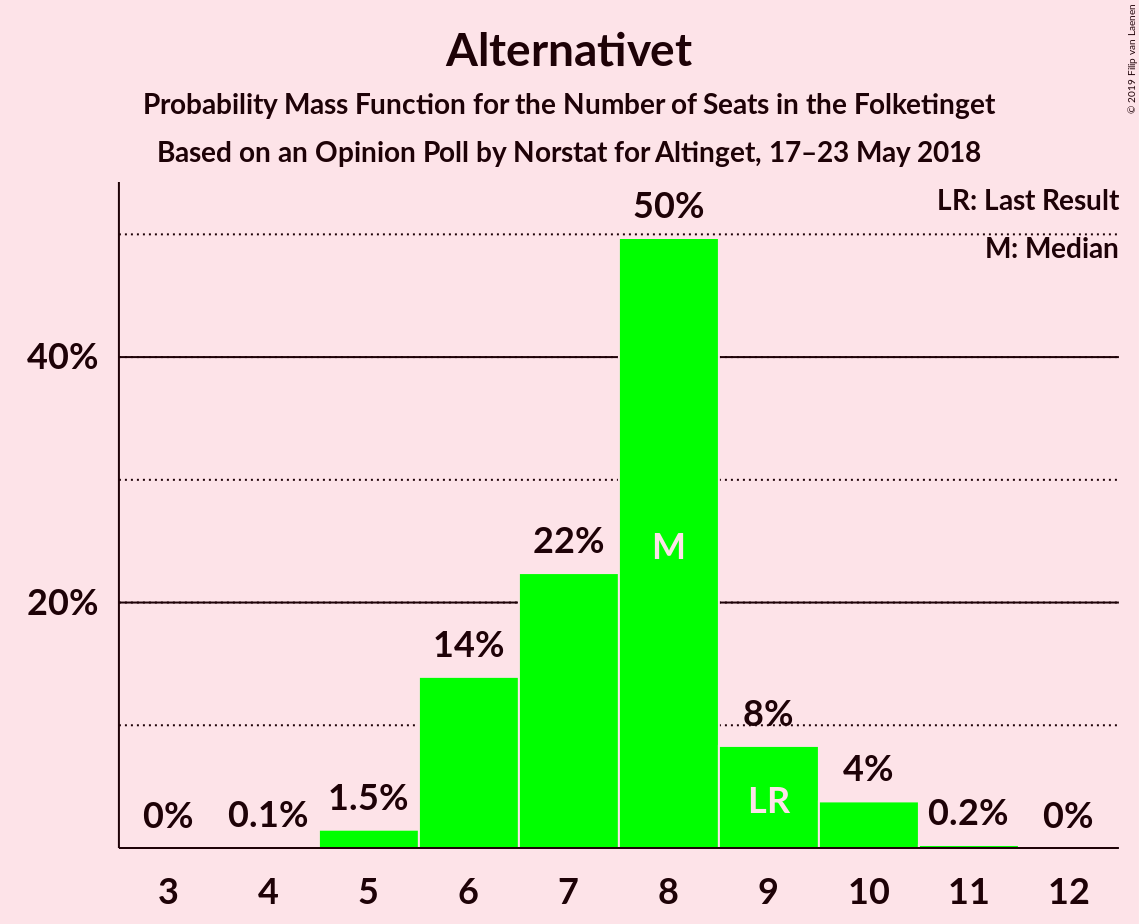 © 2019 Filip van Laenen
Alternativet
Probability Mass Function for the Number of Seats in the Folketinget
Based on an Opinion Poll by Norstat for Altinget, 17–23 May 2018
LR: Last Result
M: Median
40%
20%
0%
0.1%
1.5%
14%
22%
50%
M
8%
LR
4%
0.2%
0%
3 4 5 6 7 8 9 10 11 12